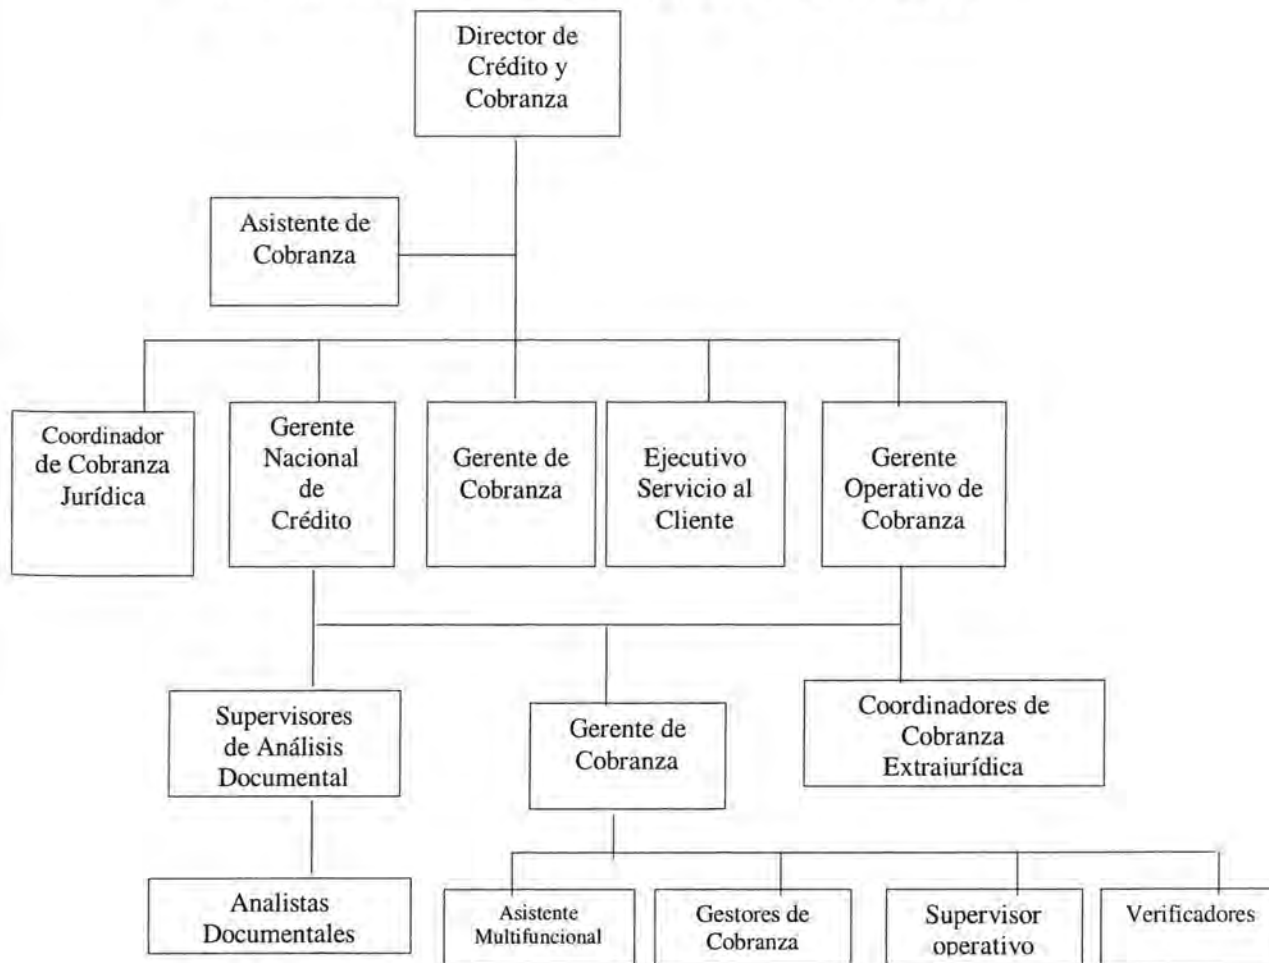 Director de
Crédito y
Cobranza
Asistente de
Cobranza
Coordinador
de Cobranza
Jurídica
Gerente
Nacional
de
Crédito
Gerente de
Cobranza
Ejecutivo
Servicio al
Cliente
Gerente
Operativo de
Cobranza
Supervisores
de Análisis
Documental
Gerente de
Cobranza
Coordinadores de
Cobranza
Extrajurídica
Analistas
Documentales
Asistente
Multifuncional
Gestores de
Cobranza
Supervisor
operativo
Verificadores